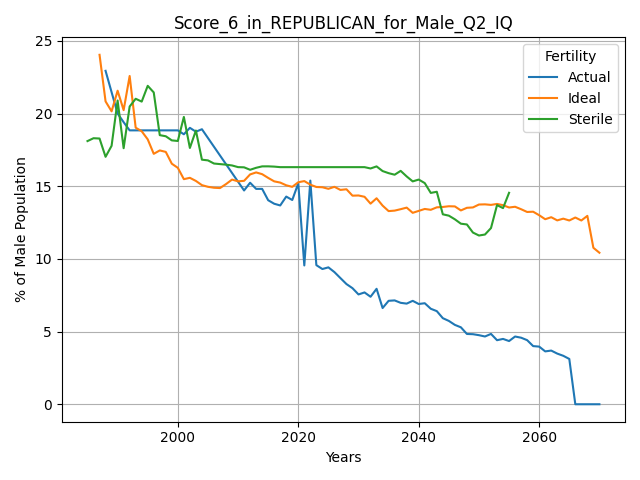 Score_6_in_REPUBLICAN_for_Male_Q2_IQ
Fertility
Actual
Ideal
Sterile
% of Male Population
25
20
15
10
5
0
2000 2020 2040 2060
Years